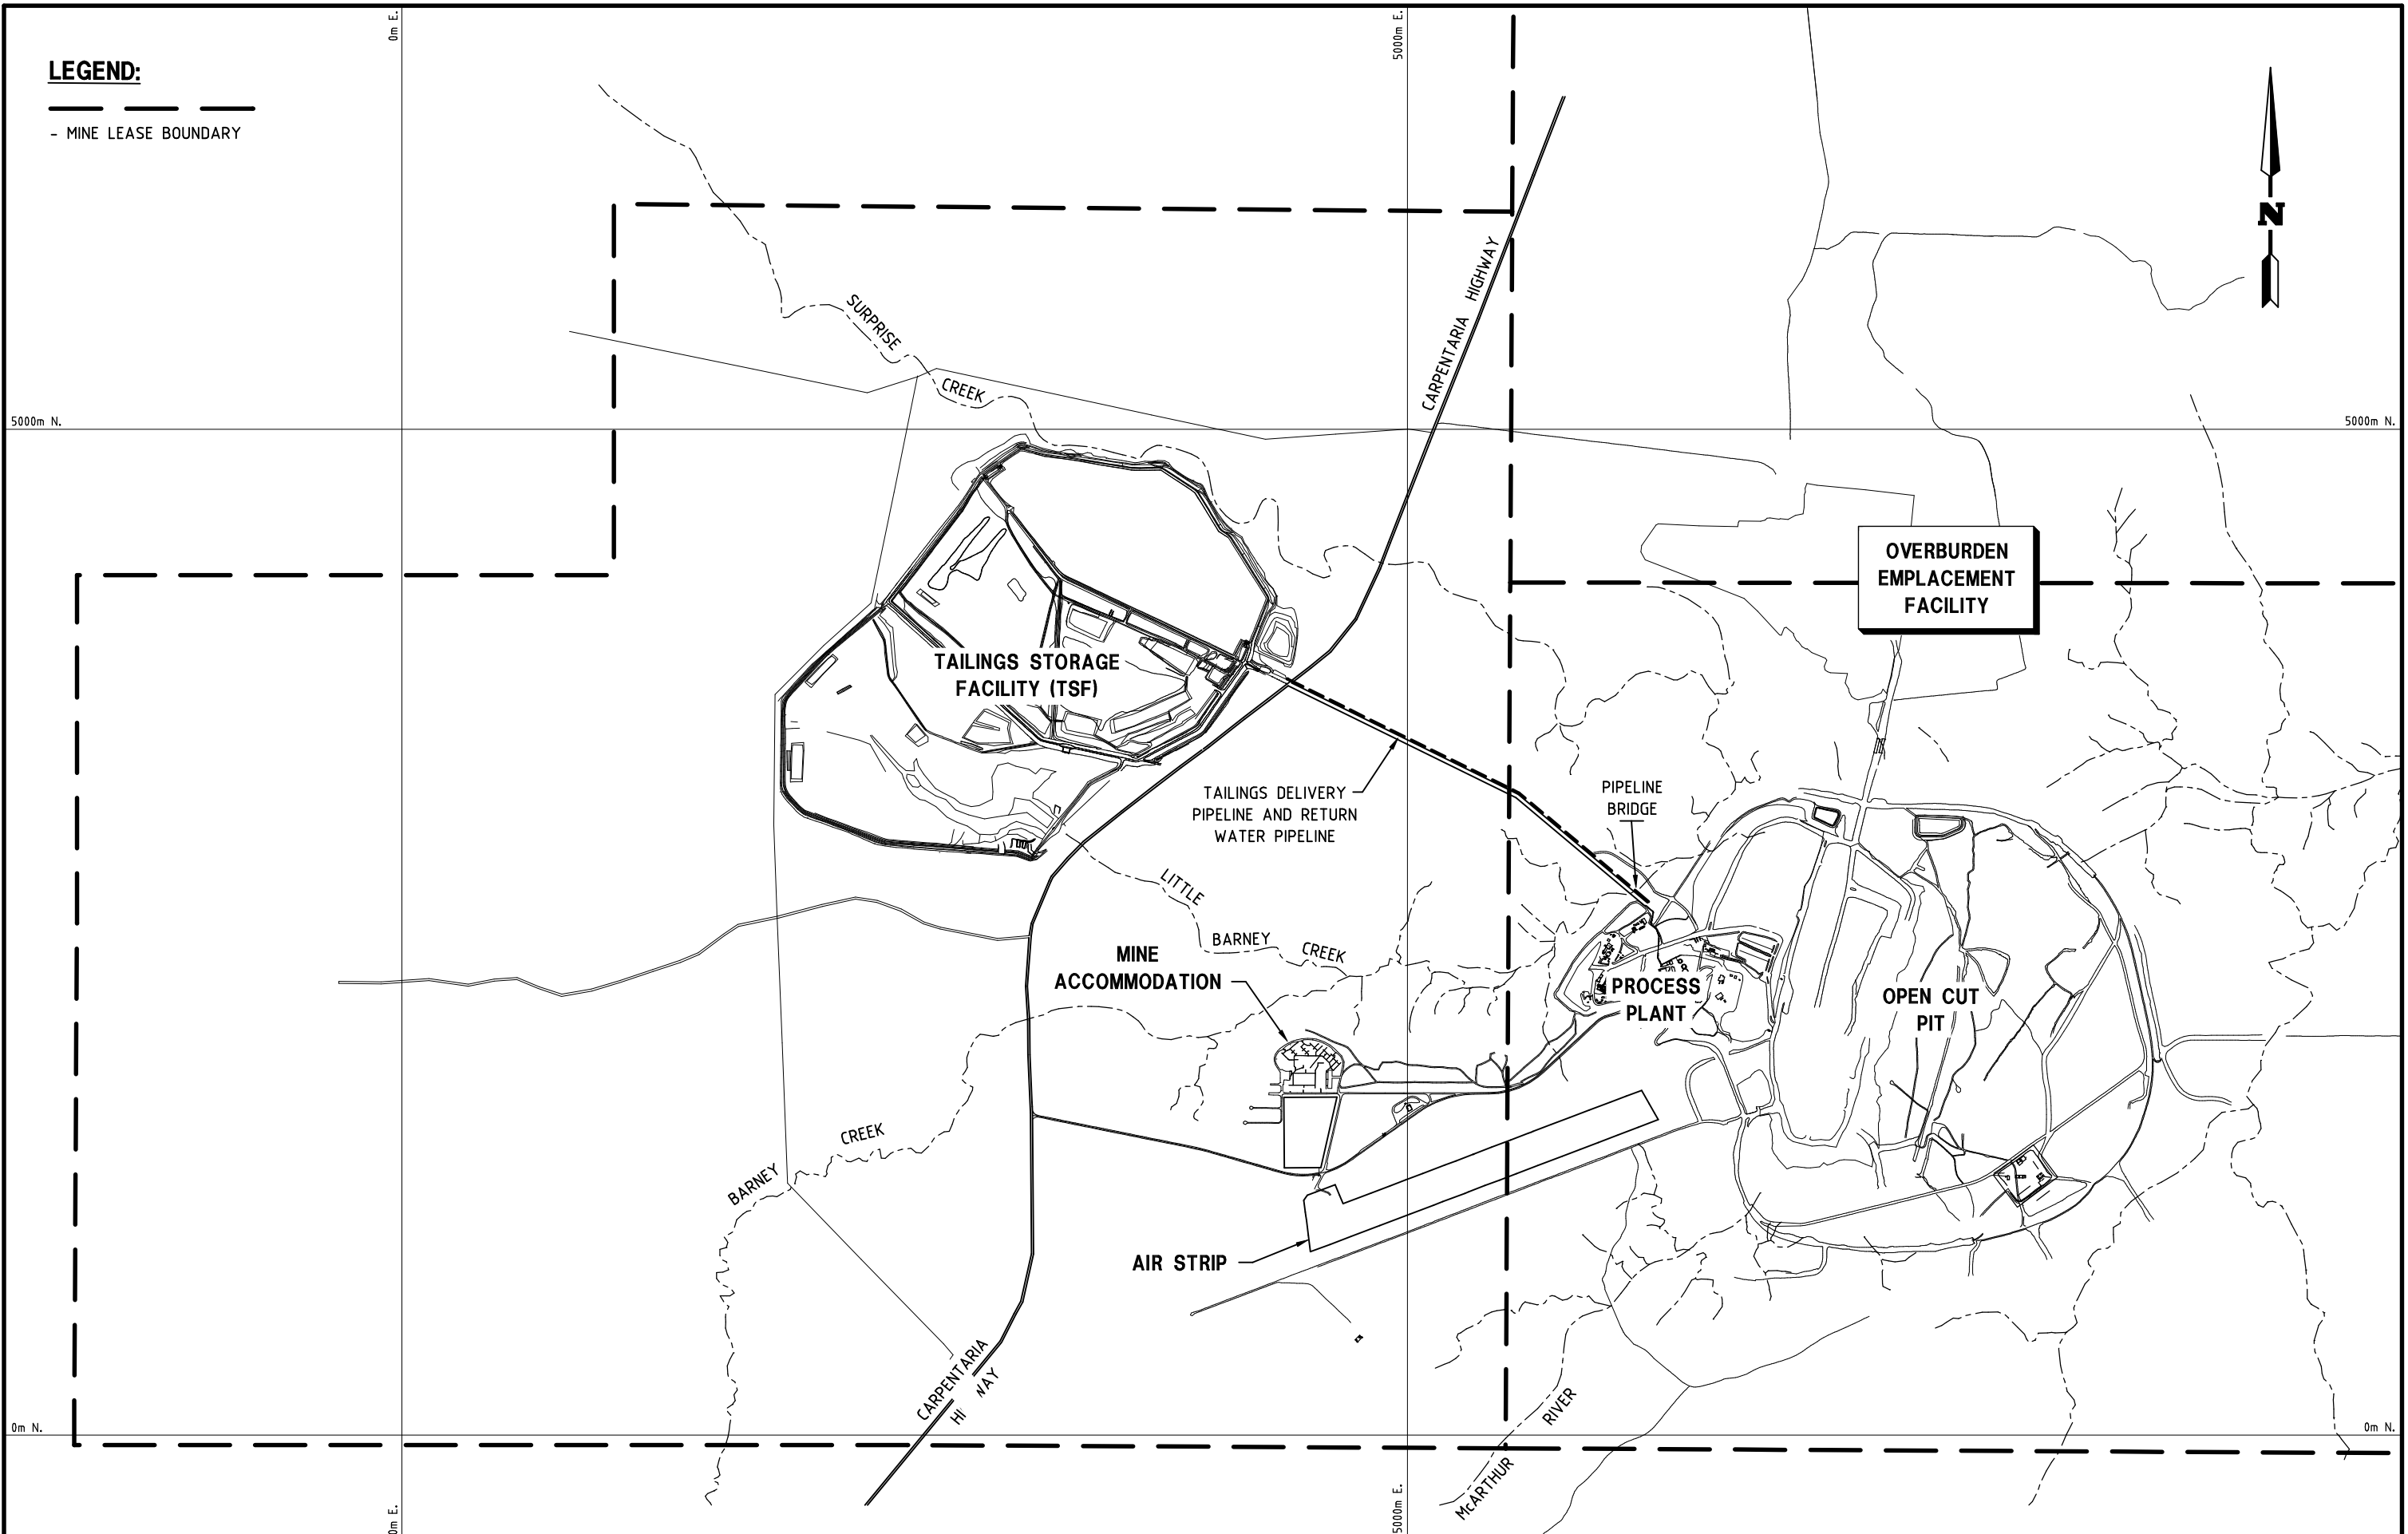 0m E.
5000m E.
LEGEND:
- MINE LEASE BOUNDARY
N
CARPENTARIA HIGHWAY
SURPRISE
CREEK
5000m N.
5000m N.
OVERBURDEN
EMPLACEMENT
FACILITY
TAILINGS STORAGE
FACILITY (TSF)
TAILINGS DELIVERY
PIPELINE AND RETURN
WATER PIPELINE
PIPELINE
BRIDGE
LITTLE
BARNEY CREEK
MINE
ACCOMMODATION
PROCESS
PLANT
OPEN CUT
PIT
BARNEY CREEK
AIR STRIP
CARPENTARIA
McARTHUR RIVER
0m N.
0m N.
0m E.
5000m E.